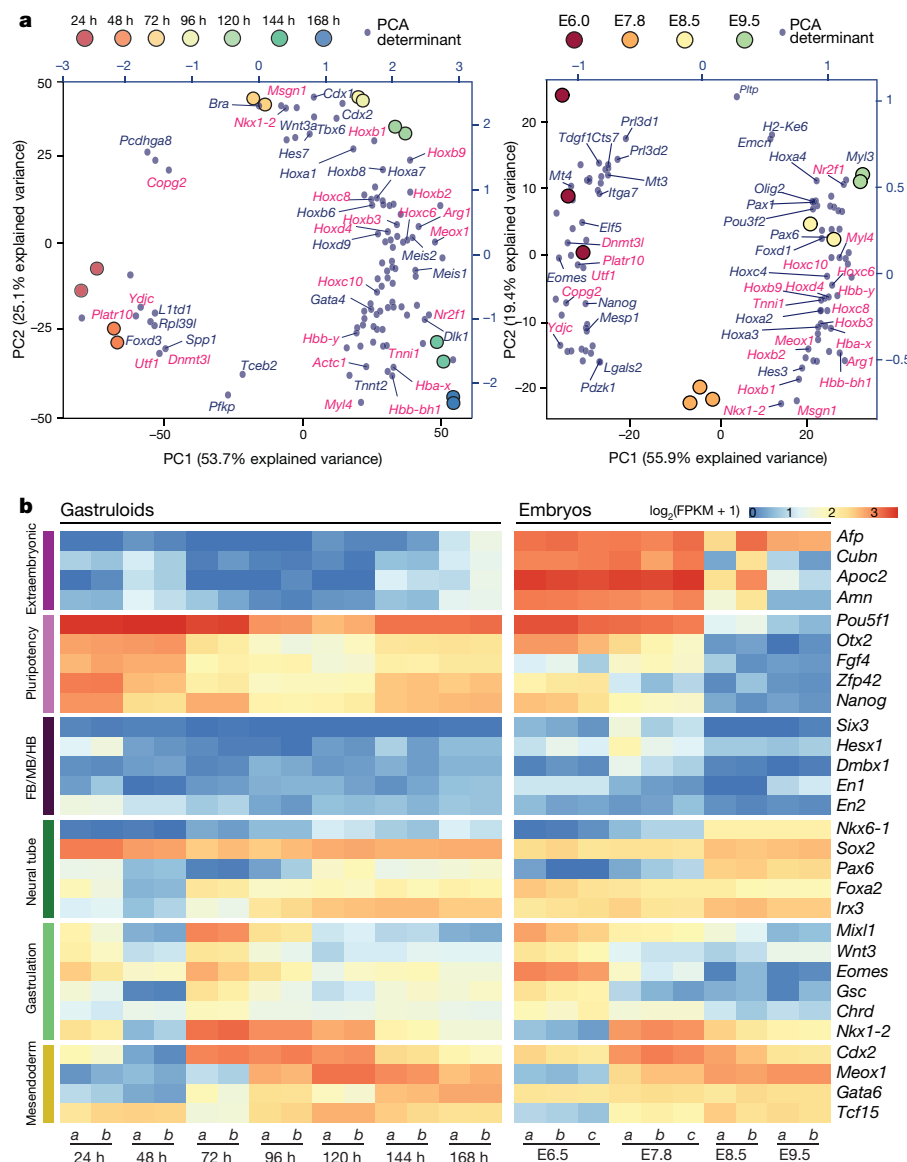 a
24 h 48 h 72 h 96 h 120 h 144 h 168 h PCA determinant
–3 –2 –1 0 1 2 3
50
25
0
–25
–50
2
1
0
–1
–2
–50 0 50
PC2 (25.1% explained variance)
PC1 (53.7% explained variance)
Msgn1
Cdx1
Bra
Nkx1-2
Wnt3a
Tbx6
Cdx2
Hoxb1
Hes7
Pcdhga8
Hoxa1
Hoxb8
Hoxa7
Hoxb9
Copg2
Hoxc8
Hoxb2
Hoxb6
Hoxb3
Hoxc6
Arg1
Hoxd4
Meox1
Hoxd9
Meis2
Hoxc10
Meis1
Ydjc
L1td1
Gata4
Platr10
Rpl39l
Nr2f1
Foxd3
Spp1
Hbb-y
Dlk1
Utf1
Dnmt3l
Tnni1
Tceb2
Actc1
Hba-x
Tnnt2
Pfkp
Myl4
Hbb-bh1
E6.0 E7.8 E8.5 E9.5 PCA determinant
–1 0 1
20
10
0
–10
–20
1
0.5
0
–0.5
–20 0 20
PC2 (19.4% explained variance)
PC1 (55.9% explained variance)
Pltp
Prl3d1
H2-Ke6
Tdgf1
Cts7
Emcn
Prl3d2
Hoxa4
Nr2f1
Myl3
Mt4
Mt3
Itga7
Olig2
Pax1
Elf5
Pou3f2
Dnmt3l
Pax6
Myl4
Foxd1
Platr10
Hoxc10
Eomes
Utf1
Hoxc4
Hoxc6
Copg2
Hoxb9
Hoxd4
Hbb-y
Nanog
Tnni1
Hoxc8
Mesp1
Hoxa2
Hoxb3
Ydjc
Hoxa3
Meox1
Hba-x
Hoxb2
Arg1
Lgals2
Hes3
Hbb-bh1
Pdzk1
Hoxb1
Nkx1-2
Msgn1
b
Gastruloids
Embryos
log2(FPKM + 1) 0 1 2 3
Extraembryonic
Afp
Cubn
Apoc2
Amn
Pluripotency
Pou5f1
Otx2
Fgf4
Zfp42
Nanog
FB/MB/HB
Six3
Hesx1
Dmbx1
En1
En2
Neural tube
Nkx6-1
Sox2
Pax6
Foxa2
Irx3
Gastrulation
Mixl1
Wnt3
Eomes
Gsc
Chrd
Nkx1-2
Mesendoderm
Cdx2
Meox1
Gata6
Tcf15
a b a b a b a b a b a b a b a b c a b c a b a b
24 h 48 h 72 h 96 h 120 h 144 h 168 h E6.5 E7.8 E8.5 E9.5